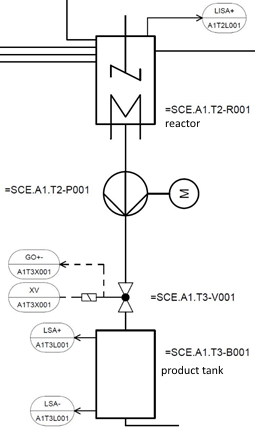 LISA+
A1T2L001
=SCE.A1.T2-R001
reactor
=SCE.A1.T2-P001
M
GO+-
A1T3X001
XV
A1T3X001
=SCE.A1.T3-V001
LSA+
A1T3L001
=SCE.A1.T3-B001
product tank
LSA-
A1T3L001